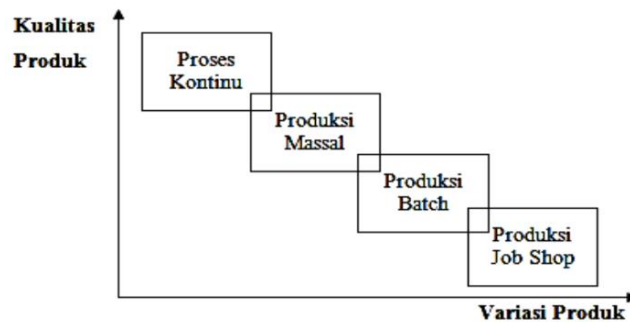 Kualitas
Produk
Proses
Kontinu
Produksi
Massal
Produksi
Batch
Produksi
Job Shop
Variasi Produk